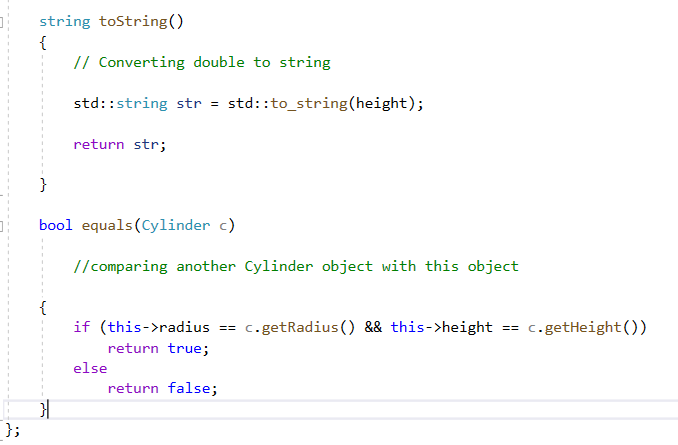 string toString()
{
// Converting double to string
std::string str = std::to_string(height);
return str;
}
bool equals(Cylinder c)
//comparing another Cylinder object with this object
{
if (this->radius == c.getRadius() && this->height == c.getHeight())
return true;
else
return false;
}
};